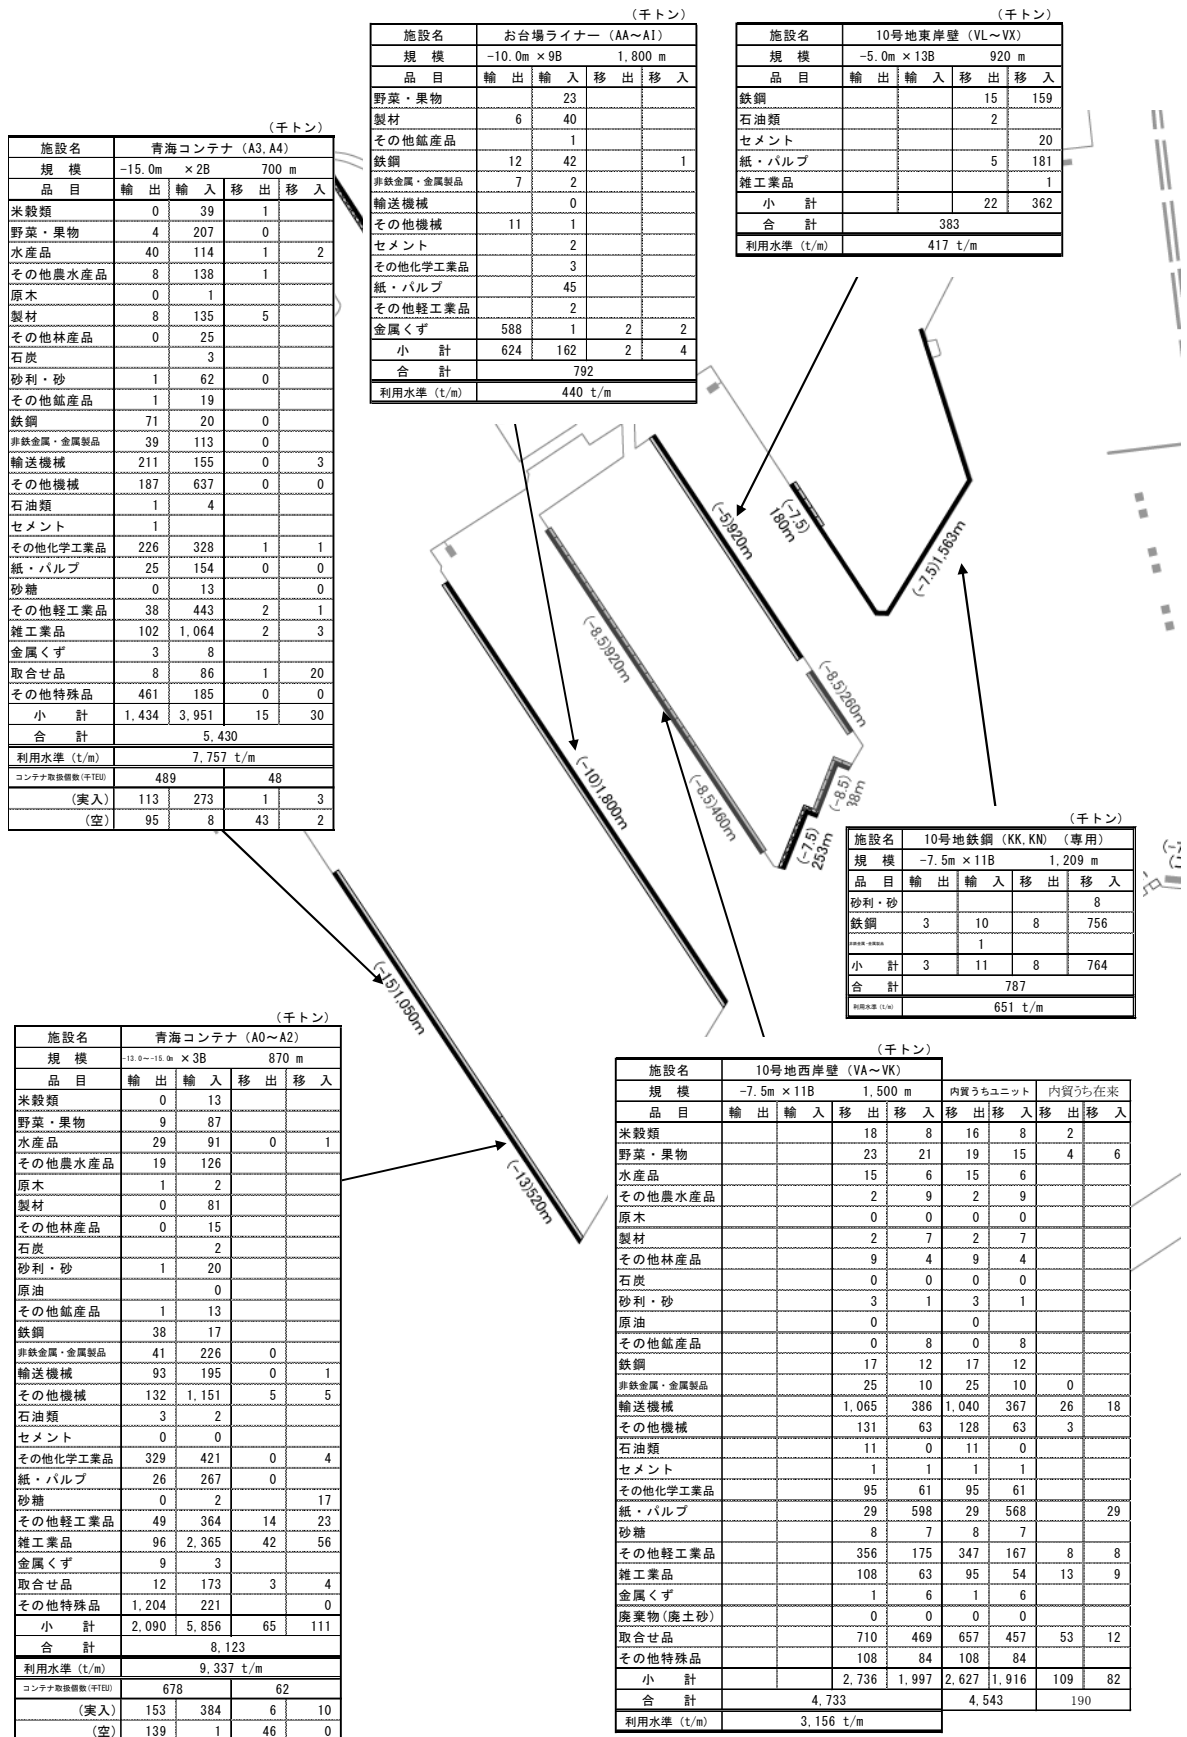 (千トン)
施設名 お台場ライナー (AA～AI)
規 模 -10.0m ×9B 1,800 m
品 目 輸 出 輸 入 移 出 移 入
野菜・果物 23
製材 6 40
その他鉱産品 1
鉄鋼 12 42 1
非鉄金属・金属製品 7 2
輸送機械 0
その他機械 11 1
セメント 2
その他化学工業品 3
紙・パルプ 45
その他軽工業品 2
金属くず 588 1 2 2
小 計 624 162 2 4
合 計 792
利用水準 (t/m) 440 t/m
(千トン)
施設名 10号地東岸壁 (VL～VX)
規 模 -5.0m ×13B 920 m
品 目 輸 出 輸 入 移 出 移 入
鉄鋼 15 159
石油類 2
セメント 20
紙・パルプ 5 181
雑工業品 1
小 計 22 362
合 計 383
利用水準 (t/m) 417 t/m
(千トン)
施設名 青海コンテナ (A3,A4)
規 模 -15.0m ×2B 700 m
品 目 輸 出 輸 入 移 出 移 入
米穀類 0 39 1
野菜・果物 4 207 0
水産品 40 114 1 2
その他農水産品 8 138 1
原木 0 1
製材 8 135 5
その他林産品 0 25
石炭 3
砂利・砂 1 62 0
その他鉱産品 1 19
鉄鋼 71 20 0
非鉄金属・金属製品 39 113 0
輸送機械 211 155 0 3
その他機械 187 637 0 0
石油類 1 4
セメント 1
その他化学工業品 226 328 1 1
紙・パルプ 25 154 0 0
砂糖 0 13 0
その他軽工業品 38 443 2 1
雑工業品 102 1,064 2 3
金属くず 3 8
取合せ品 8 86 1 20
その他特殊品 461 185 0 0
小 計 1,434 3,951 15 30
合 計 5,430
利用水準 (t/m) 7,757 t/m
コンテナ取扱個数(千TEU) 489 48
(実入) 113 273 1 3
(空) 95 8 43 2
(-5)920m
(-7.5)
180m
(-7.5)1,563m
(-8.5)920m
(-8.5)260m
(-10)1,800m
(-8.5)460m
(-8.5)
38m
(-7.5)
253m
(-15)1,050m
(-13)520m
(千トン)
施設名 10号地鉄鋼 (KK,KN) (専用)
規 模 -7.5m ×11B 1,209 m
品 目 輸 出 輸 入 移 出 移 入
砂利・砂 8
鉄鋼 3 10 8 756
非鉄金属・金属製品 1
小 計 3 11 8 764
合 計 787
利用水準 (t/m) 651 t/m
(千トン)
施設名 青海コンテナ (A0～A2)
規 模 -13.0～-15.0m ×3B 870 m
品 目 輸 出 輸 入 移 出 移 入
米穀類 0 13
野菜・果物 9 87
水産品 29 91 0 1
その他農水産品 19 126
原木 1 2
製材 0 81
その他林産品 0 15
石炭 2
砂利・砂 1 20
原油 0
その他鉱産品 1 13
鉄鋼 38 17
非鉄金属・金属製品 41 226 0
輸送機械 93 195 0 1
その他機械 132 1,151 5 5
石油類 3 2
セメント 0 0
その他化学工業品 329 421 0 4
紙・パルプ 26 267 0
砂糖 0 2 17
その他軽工業品 49 364 14 23
雑工業品 96 2,365 42 56
金属くず 9 3
取合せ品 12 173 3 4
その他特殊品 1,204 221 0
小 計 2,090 5,856 65 111
合 計 8,123
利用水準 (t/m) 9,337 t/m
コンテナ取扱個数(千TEU) 678 62
(実入) 153 384 6 10
(空) 139 1 46 0
(千トン)
施設名 10号地西岸壁 (VA～VK)
規 模 -7.5m ×11B 1,500 m 内貿うちユニット 内貿うち在来
品 目 輸 出 輸 入 移 出 移 入 移 出 移 入 移 出 移 入
米穀類 18 8 16 8 2
野菜・果物 23 21 19 15 4 6
水産品 15 6 15 6
その他農水産品 2 9 2 9
原木 0 0 0 0
製材 2 7 2 7
その他林産品 9 4 9 4
石炭 0 0 0 0
砂利・砂 3 1 3 1
原油 0 0
その他鉱産品 0 8 0 8
鉄鋼 17 12 17 12
非鉄金属・金属製品 25 10 25 10 0
輸送機械 1,065 386 1,040 367 26 18
その他機械 131 63 128 63 3
石油類 11 0 11 0
セメント 1 1 1 1
その他化学工業品 95 61 95 61
紙・パルプ 29 598 29 568 29
砂糖 8 7 8 7
その他軽工業品 356 175 347 167 8 8
雑工業品 108 63 95 54 13 9
金属くず 1 6 1 6
廃棄物(廃土砂) 0 0 0 0
取合せ品 710 469 657 457 53 12
その他特殊品 108 84 108 84
小 計 2,736 1,997 2,627 1,916 109 82
合 計 4,733 4,543 190
利用水準 (t/m) 3,156 t/m